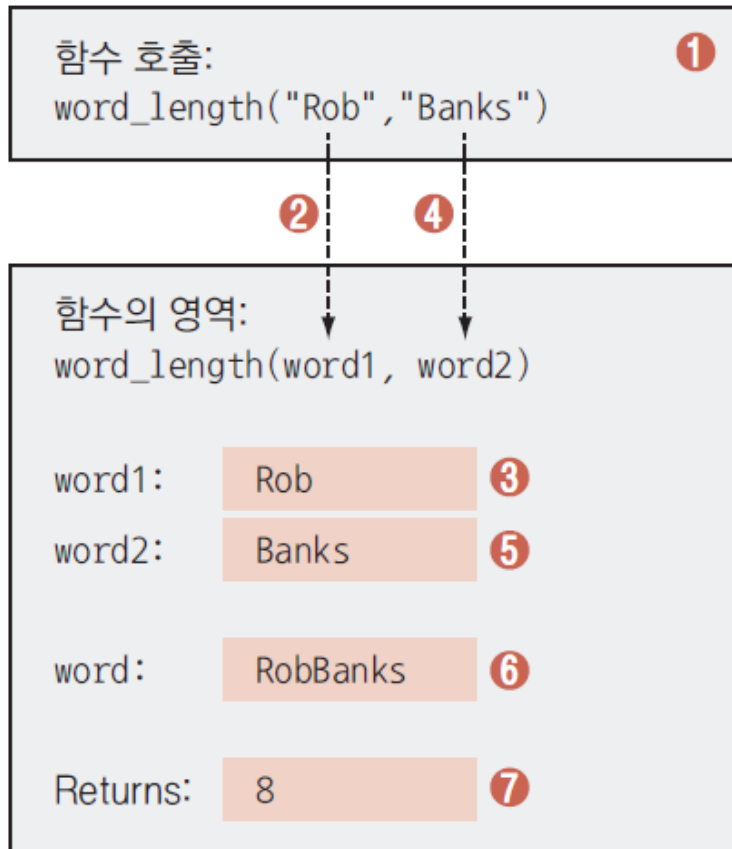 함수 호출: 1
word_length("Rob","Banks")
2 4
함수의 영역:
word_length(word1, word2)
word1: Rob 3
word2: Banks 5
word: RobBanks 6
Returns: 8 7